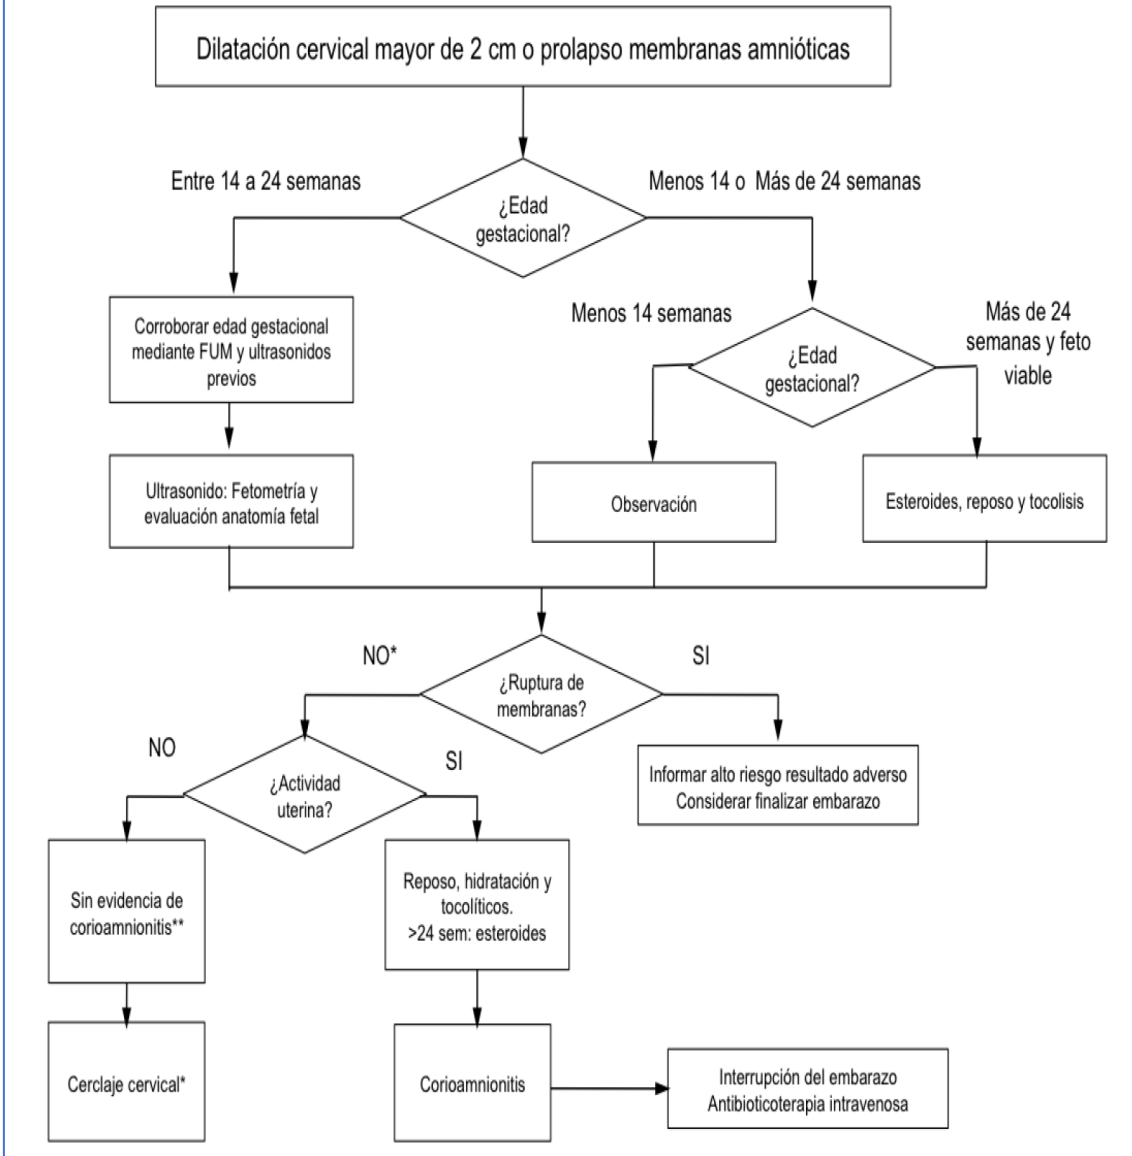 Dilatación cervical mayor de 2 cm o prolapso membranas amnióticas
Entre 14 a 24 semanas
Menos 14 o Más de 24 semanas
¿Edad
gestacional?
Corroborar edad gestacional
mediante FUM y ultrasonidos
previos
Menos 14 semanas
Más de 24
semanas y feto
viable
¿Edad
gestacional?
Ultrasonido: Fetometría y
evaluación anatomía fetal
Observación
Esteroides, reposo y tocolisis
NO*
SI
¿Ruptura de
membranas?
NO
SI
¿Actividad
uterina?
Informar alto riesgo resultado adverso
Considerar finalizar embarazo
Sin evidencia de
corioamnionitis**
Reposo, hidratación y
tocolíticos.
>24 sem: esteroides
Cerclaje cervical*
Corioamnionitis
Interrupción del embarazo
Antibioticoterapia intravenosa